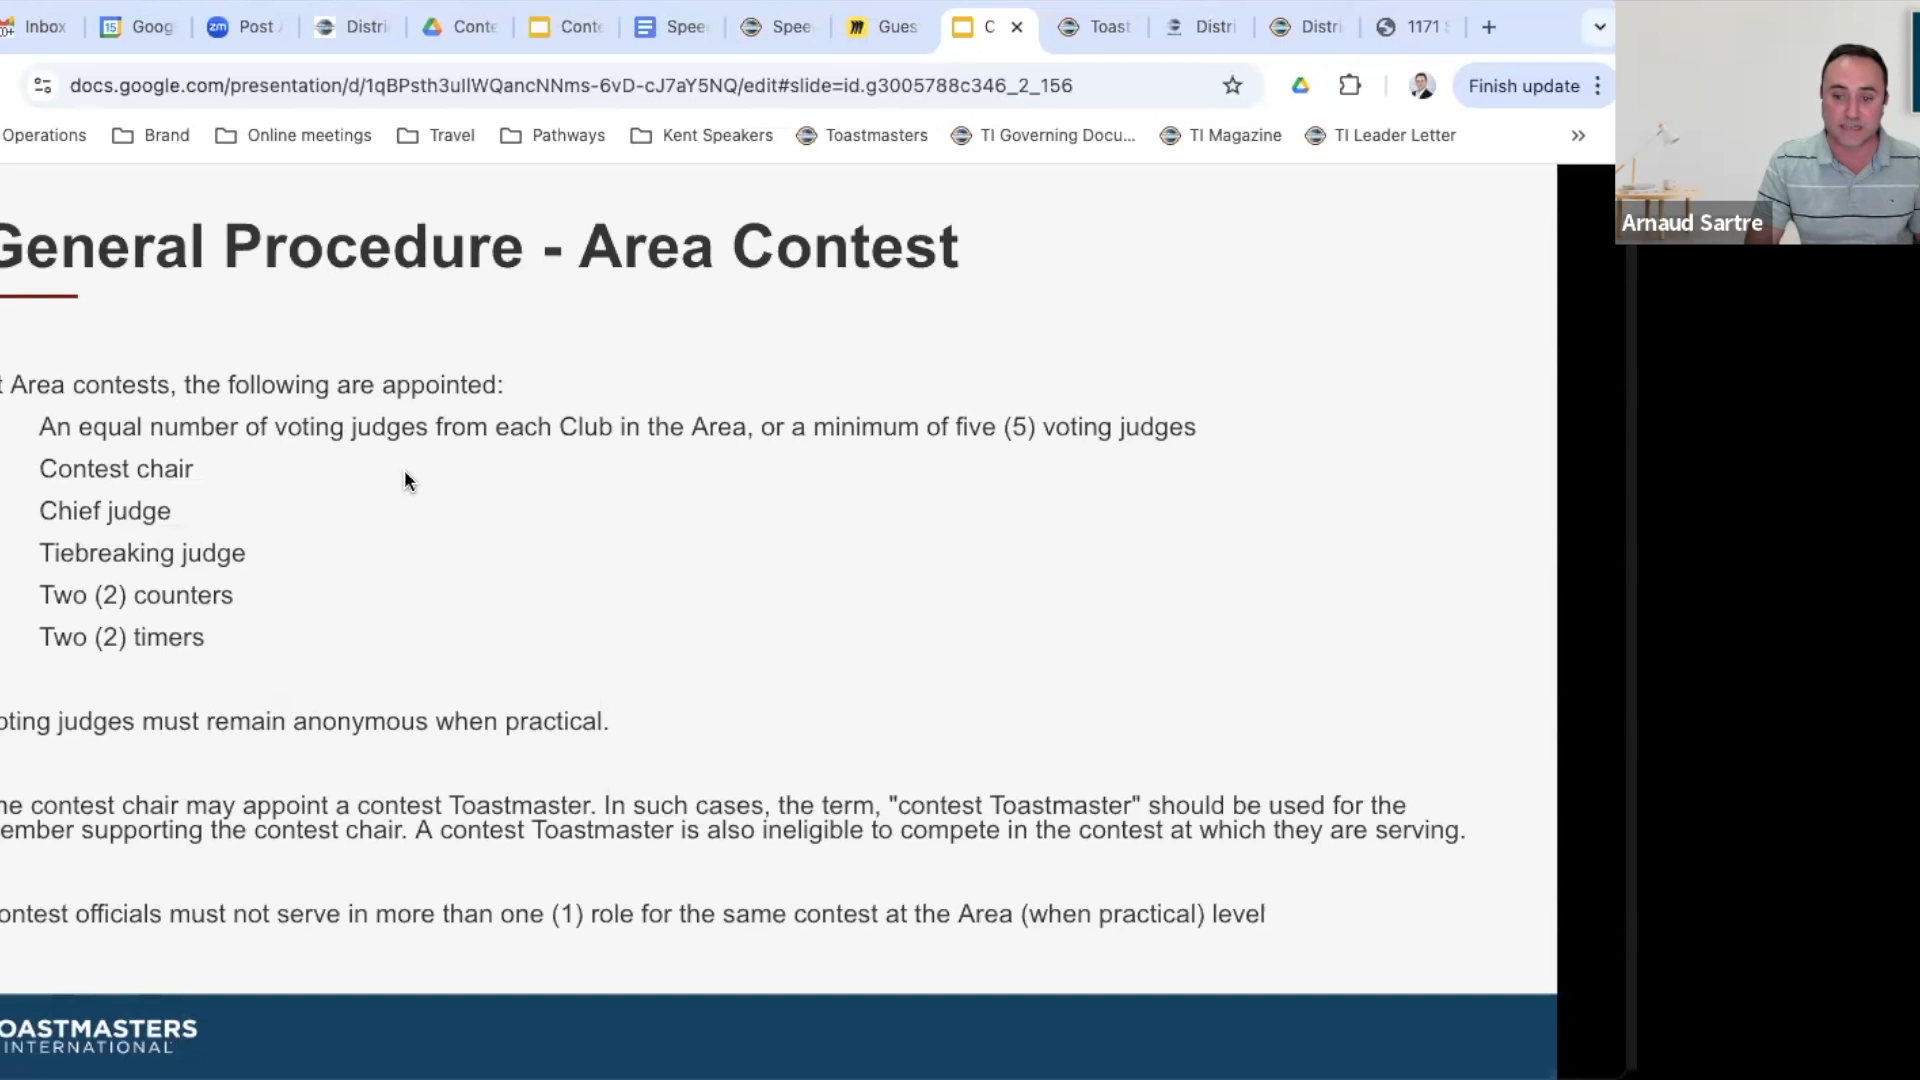 Inbox
15 Goog
zm Post
Distri
Conte
Conte
Spee
Spee
Gues
C
Toast
Distri
Distri
1171
docs.google.com/presentation/d/1qBPsth3uIlWQancNNms-6vD-cJ7aY5NQ/edit#slide=id.g3005788c346_2_156
Finish update
Operations
Brand
Online meetings
Travel
Pathways
Kent Speakers
Toastmasters
TI Governing Docu...
TI Magazine
TI Leader Letter
Arnaud Sartre
General Procedure - Area Contest
t Area contests, the following are appointed:
An equal number of voting judges from each Club in the Area, or a minimum of five (5) voting judges
Contest chair
Chief judge
Tiebreaking judge
Two (2) counters
Two (2) timers
oting judges must remain anonymous when practical.
he contest chair may appoint a contest Toastmaster. In such cases, the term, "contest Toastmaster" should be used for the
ember supporting the contest chair. A contest Toastmaster is also ineligible to compete in the contest at which they are serving.
ontest officials must not serve in more than one (1) role for the same contest at the Area (when practical) level
OASTMASTERS
INTERNATIONAL